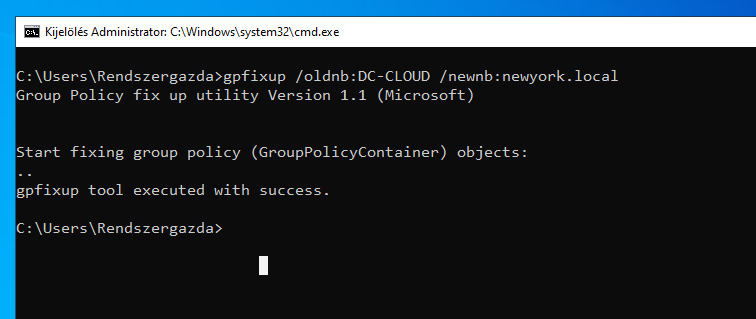 Kijelölés Administrator: C:\Windows\system32\cmd.exe
C:\Users\Rendszergazda>gpfixup /oldnb:DC-CLOUD /newnb:newyork.local
Group Policy fix up utility Version 1.1 (Microsoft)
Start fixing group policy (GroupPolicyContainer) objects:
..
gpfixup tool executed with success.
C:\Users\Rendszergazda>